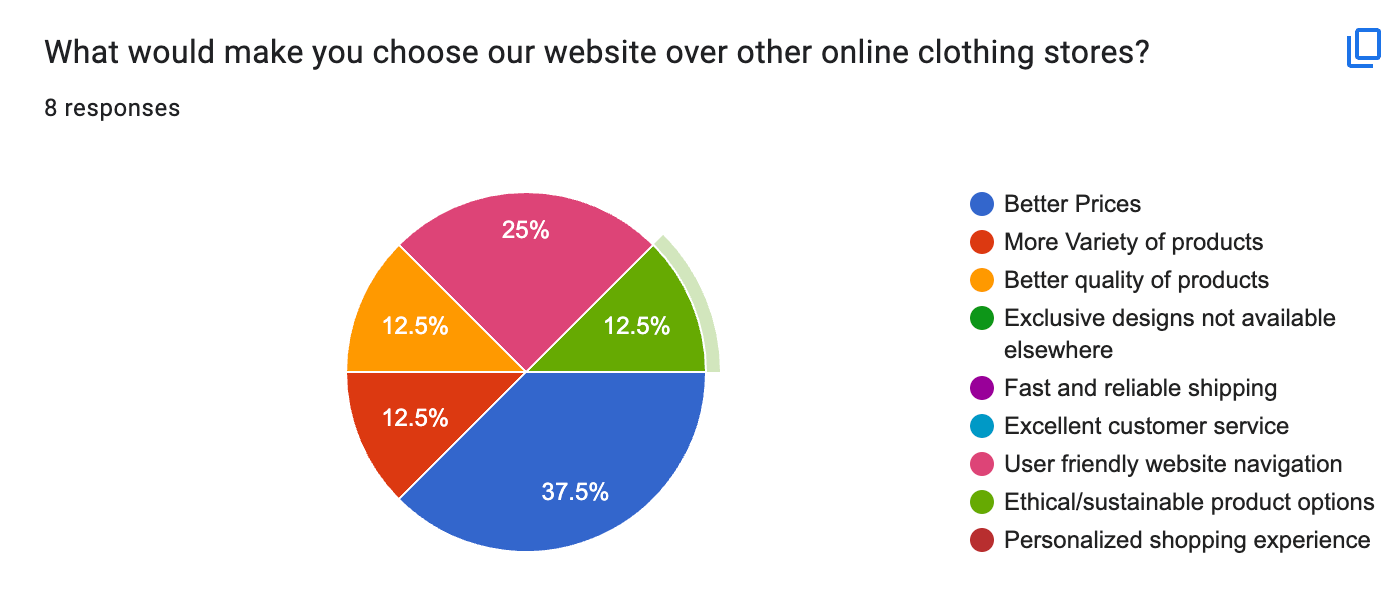 What would make you choose our website over other online clothing stores?
8 responses
25%
12.5%
12.5%
12.5%
37.5%
Better Prices
More Variety of products
Better quality of products
Exclusive designs not available
elsewhere
Fast and reliable shipping
Excellent customer service
User friendly website navigation
Ethical/sustainable product options
Personalized shopping experience